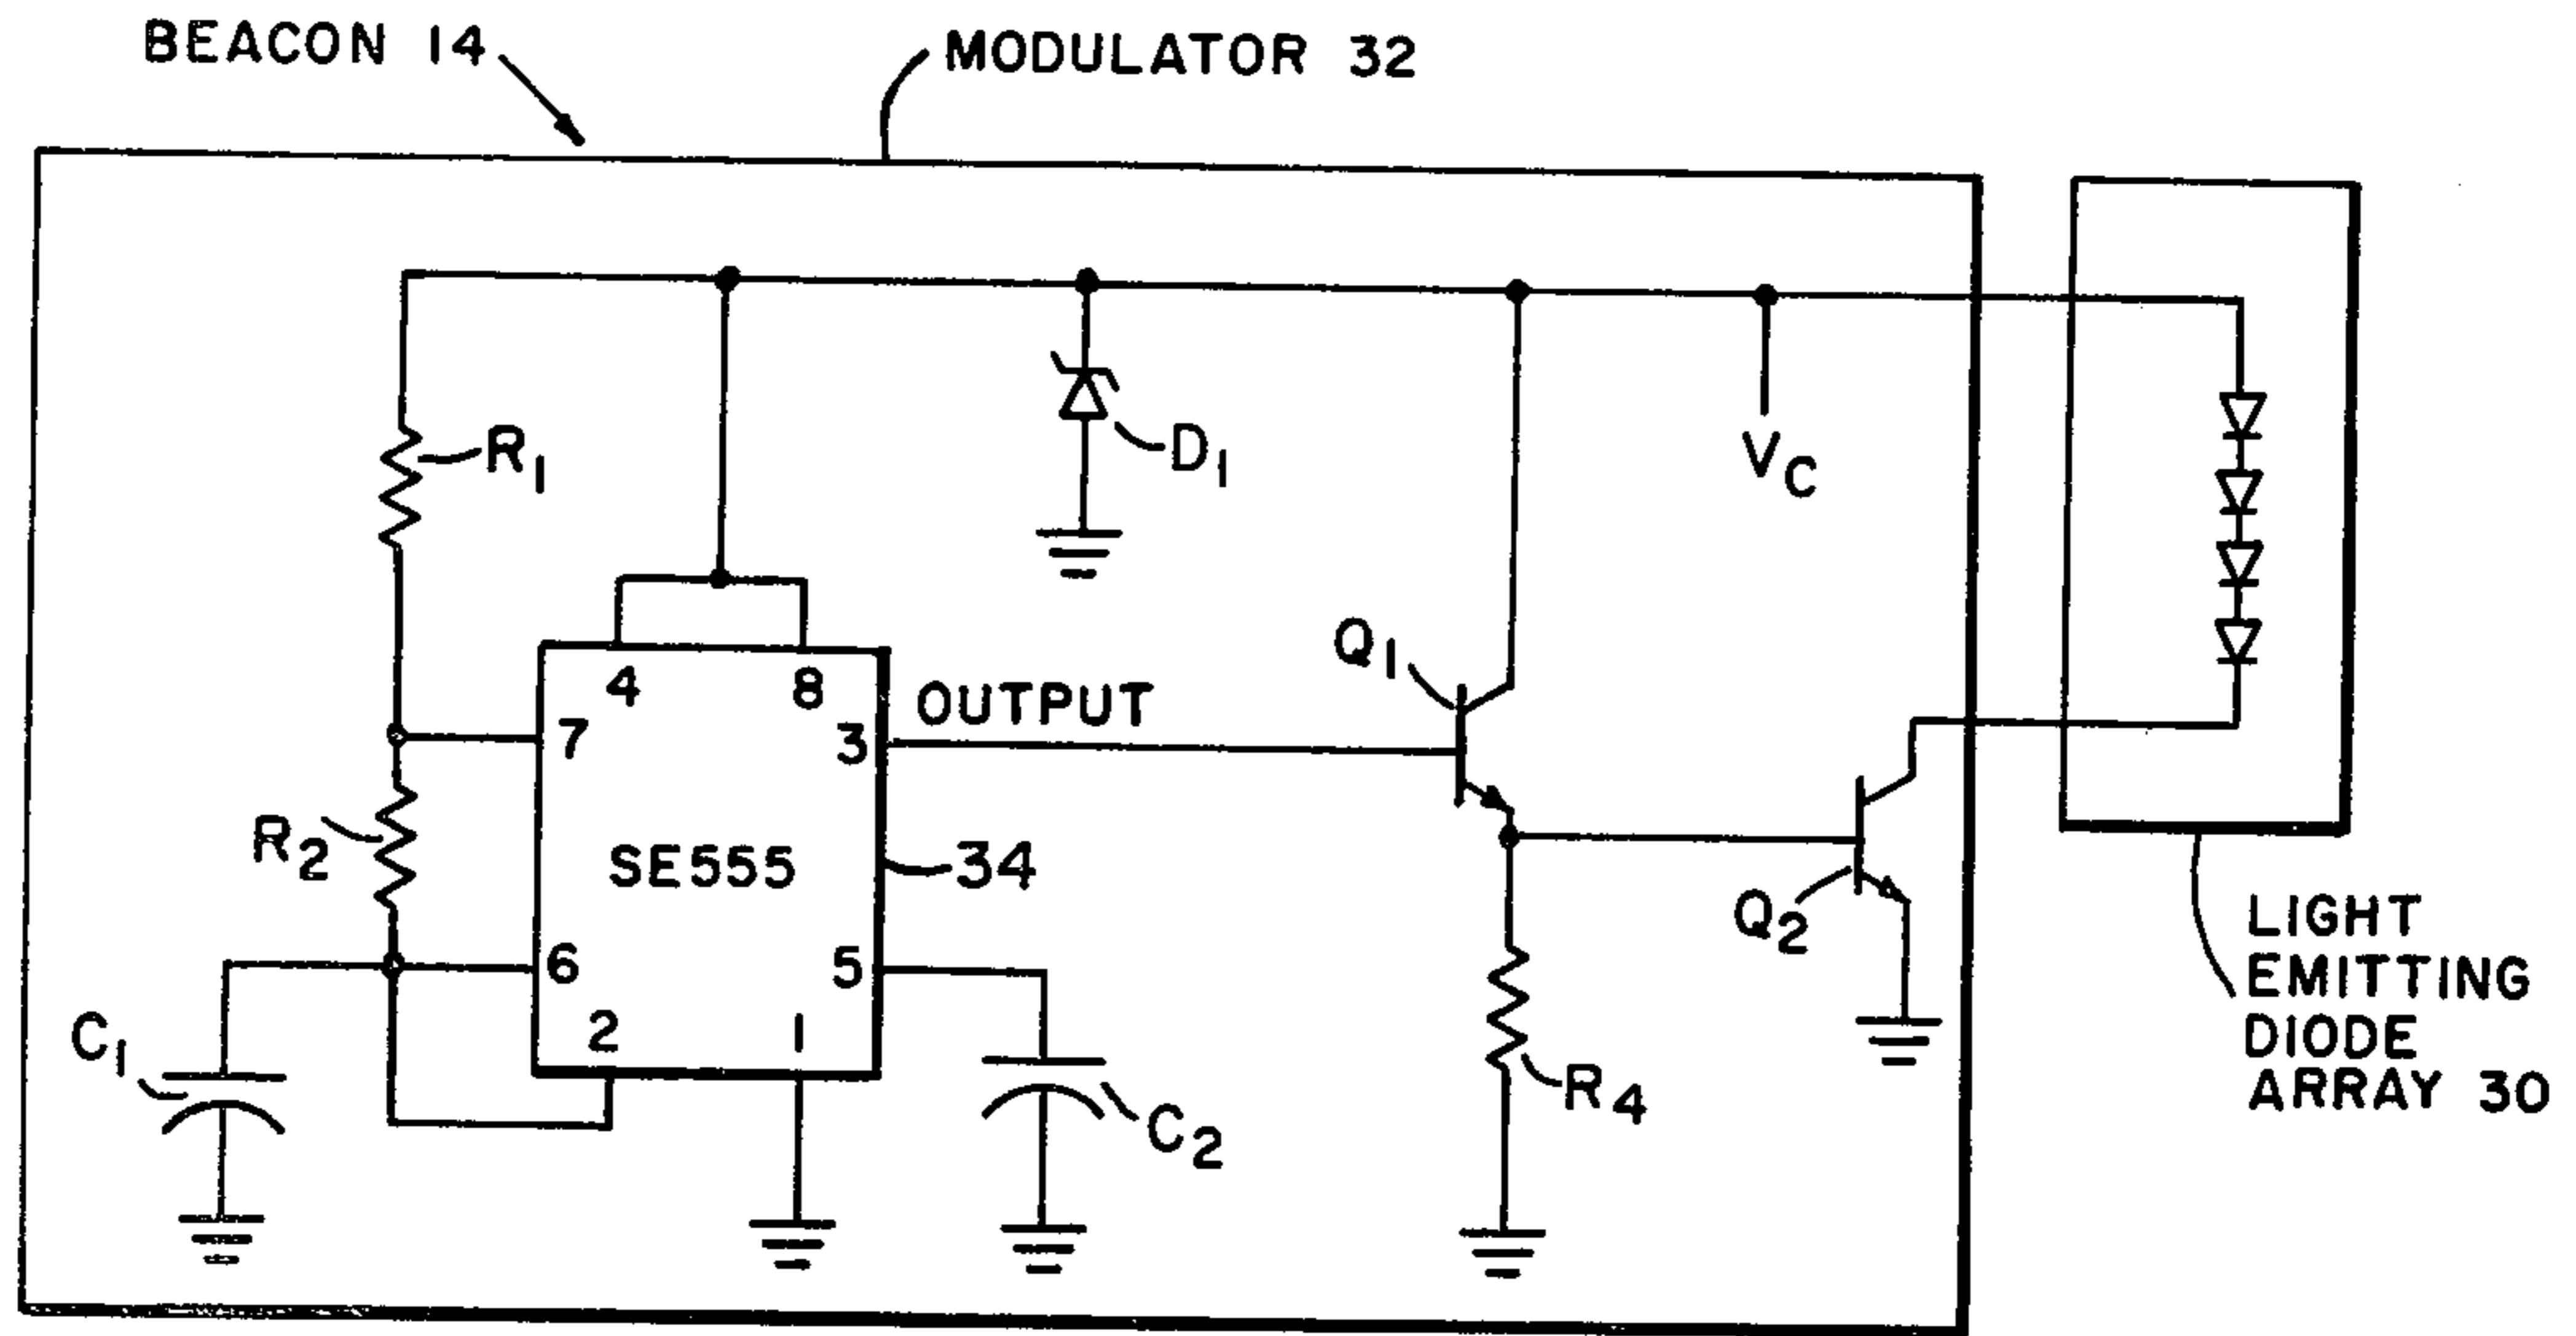 BEACON 14
MODULATOR 32
R1
D1
VC
Q1
4
8
OUTPUT
7
3
R2
SE555
34
Q2
6
5
2
1
C1
C2
R4
LIGHT
EMITTING
DIODE
ARRAY 30